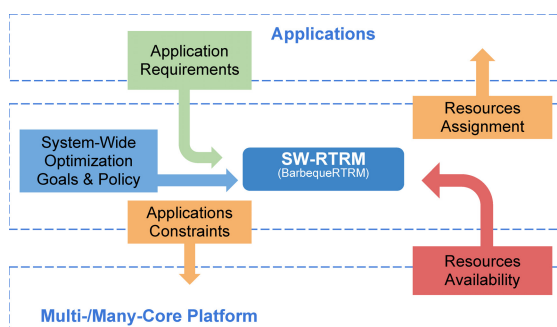 Applications
Application
Requirements
Resources
Assignment
System-Wide
Optimization
Goals & Policy
SW-RTRM
(BarbequeRTRM)
Applications
Constraints
Resources
Availability
Multi-/Many-Core Platform